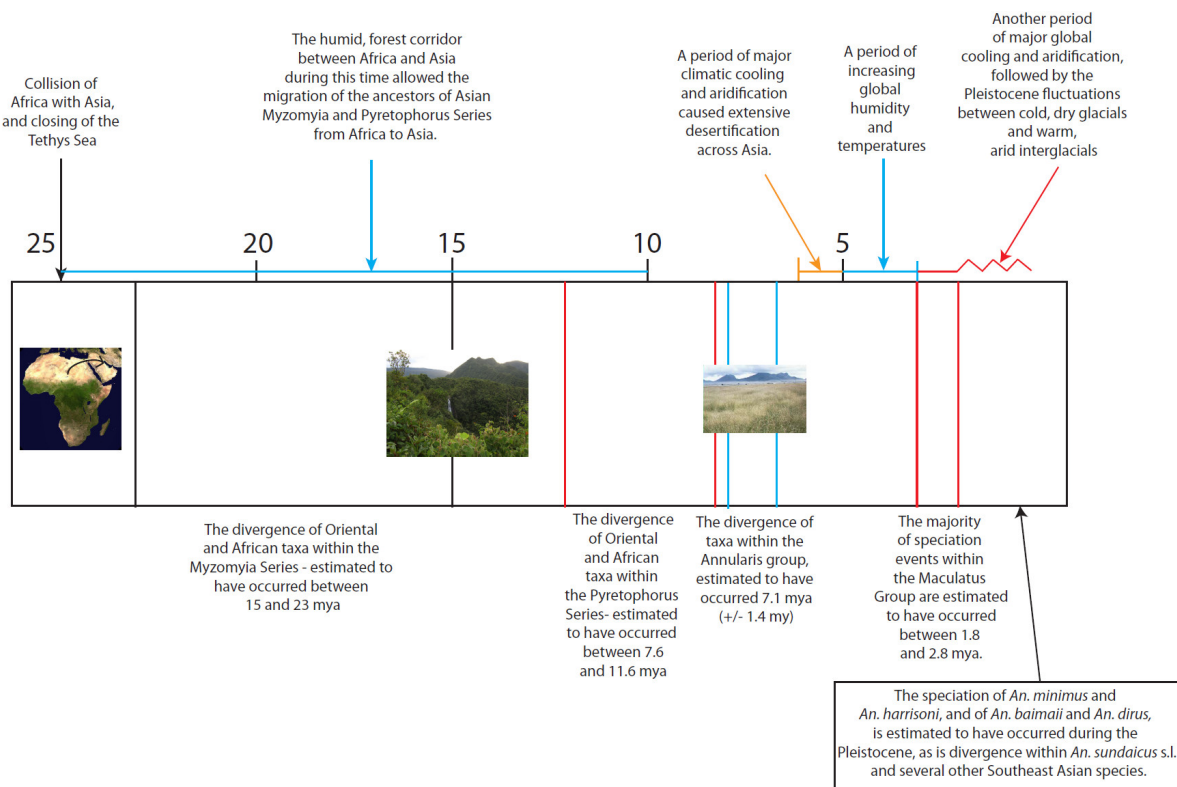 Collision of
Africa with Asia,
and closing of the
Tethys Sea
The humid, forest corridor
between Africa and Asia
during this time allowed the
migration of the ancestors of Asian
Myzomyia and Pyretophorus Series
from Africa to Asia.
A period of major
climatic cooling
and aridification
caused extensive
desertification
across Asia.
A period of
increasing
global
humidity
and
temperatures
Another period
of major global
cooling and aridification,
followed by the
Pleistocene fluctuations
between cold, dry glacials
and warm,
arid interglacials
25
20
15
10
5
The divergence of Oriental
and African taxa within the
Myzomyia Series - estimated to
have occurred between
15 and 23 mya
The divergence
of Oriental
and African
taxa within
the Pyretophorus
Series- estimated
to have occurred
between 7.6
and 11.6 mya
The divergence of
taxa within the
Annularis group,
estimated to have
occurred 7.1 mya
(+/- 1.4 my)
The majority
of speciation
events within
the Maculatus
Group are estimated
to have occurred
between 1.8
and 2.8 mya.
The speciation of An. minimus and
An. harrisoni, and of An. baimaii and An. dirus,
is estimated to have occurred during the
Pleistocene, as is divergence within An. sundaicus s.l.
and several other Southeast Asian species.